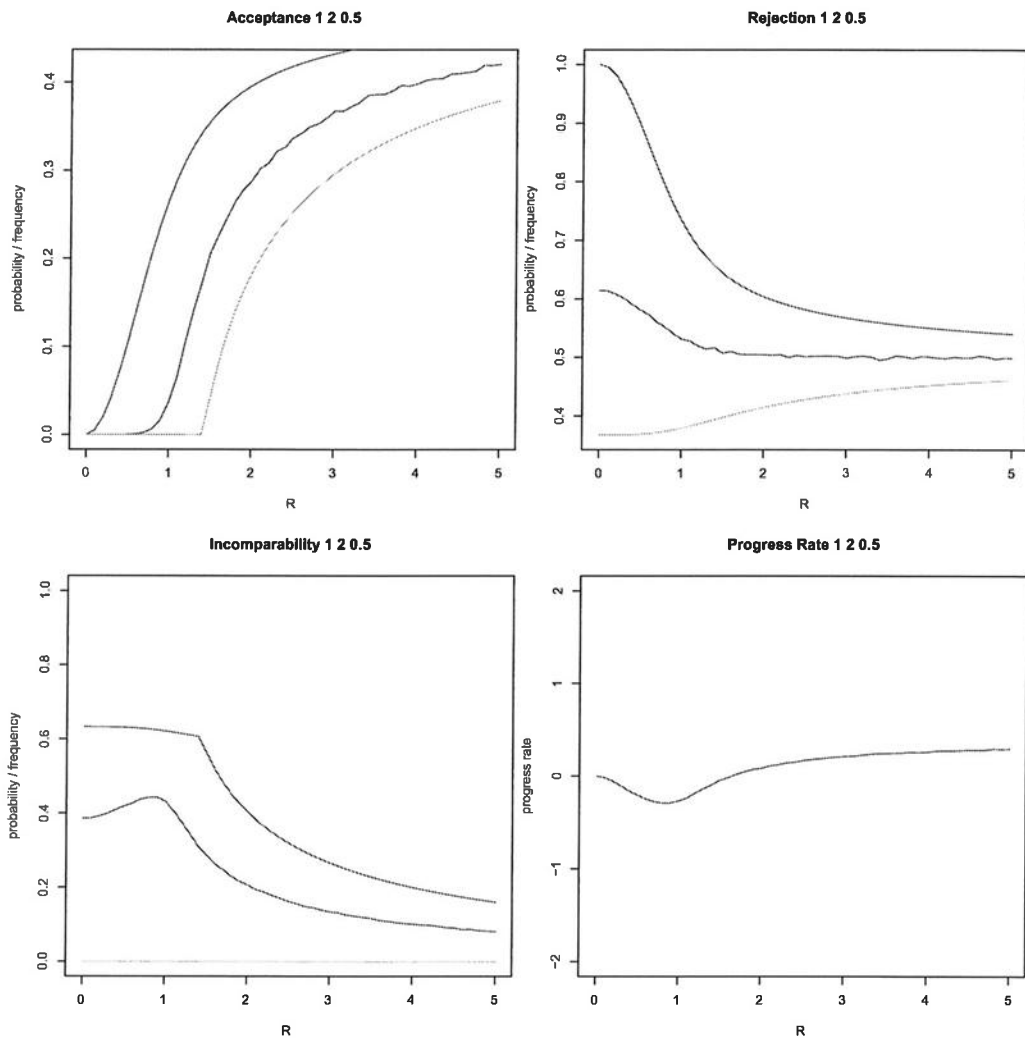 Acceptance 1 2 0.5
probability / frequency
0.4
0.3
0.2
0.1
0.0
0 1 2 3 4 5
R
Rejection 1 2 0.5
probability / frequency
1.0
0.9
0.8
0.7
0.6
0.5
0.4
0 1 2 3 4 5
R
Incomparability 1 2 0.5
probability / frequency
1.0
0.8
0.6
0.4
0.2
0.0
0 1 2 3 4 5
R
Progress Rate 1 2 0.5
progress rate
2
1
0
-1
-2
0 1 2 3 4 5
R